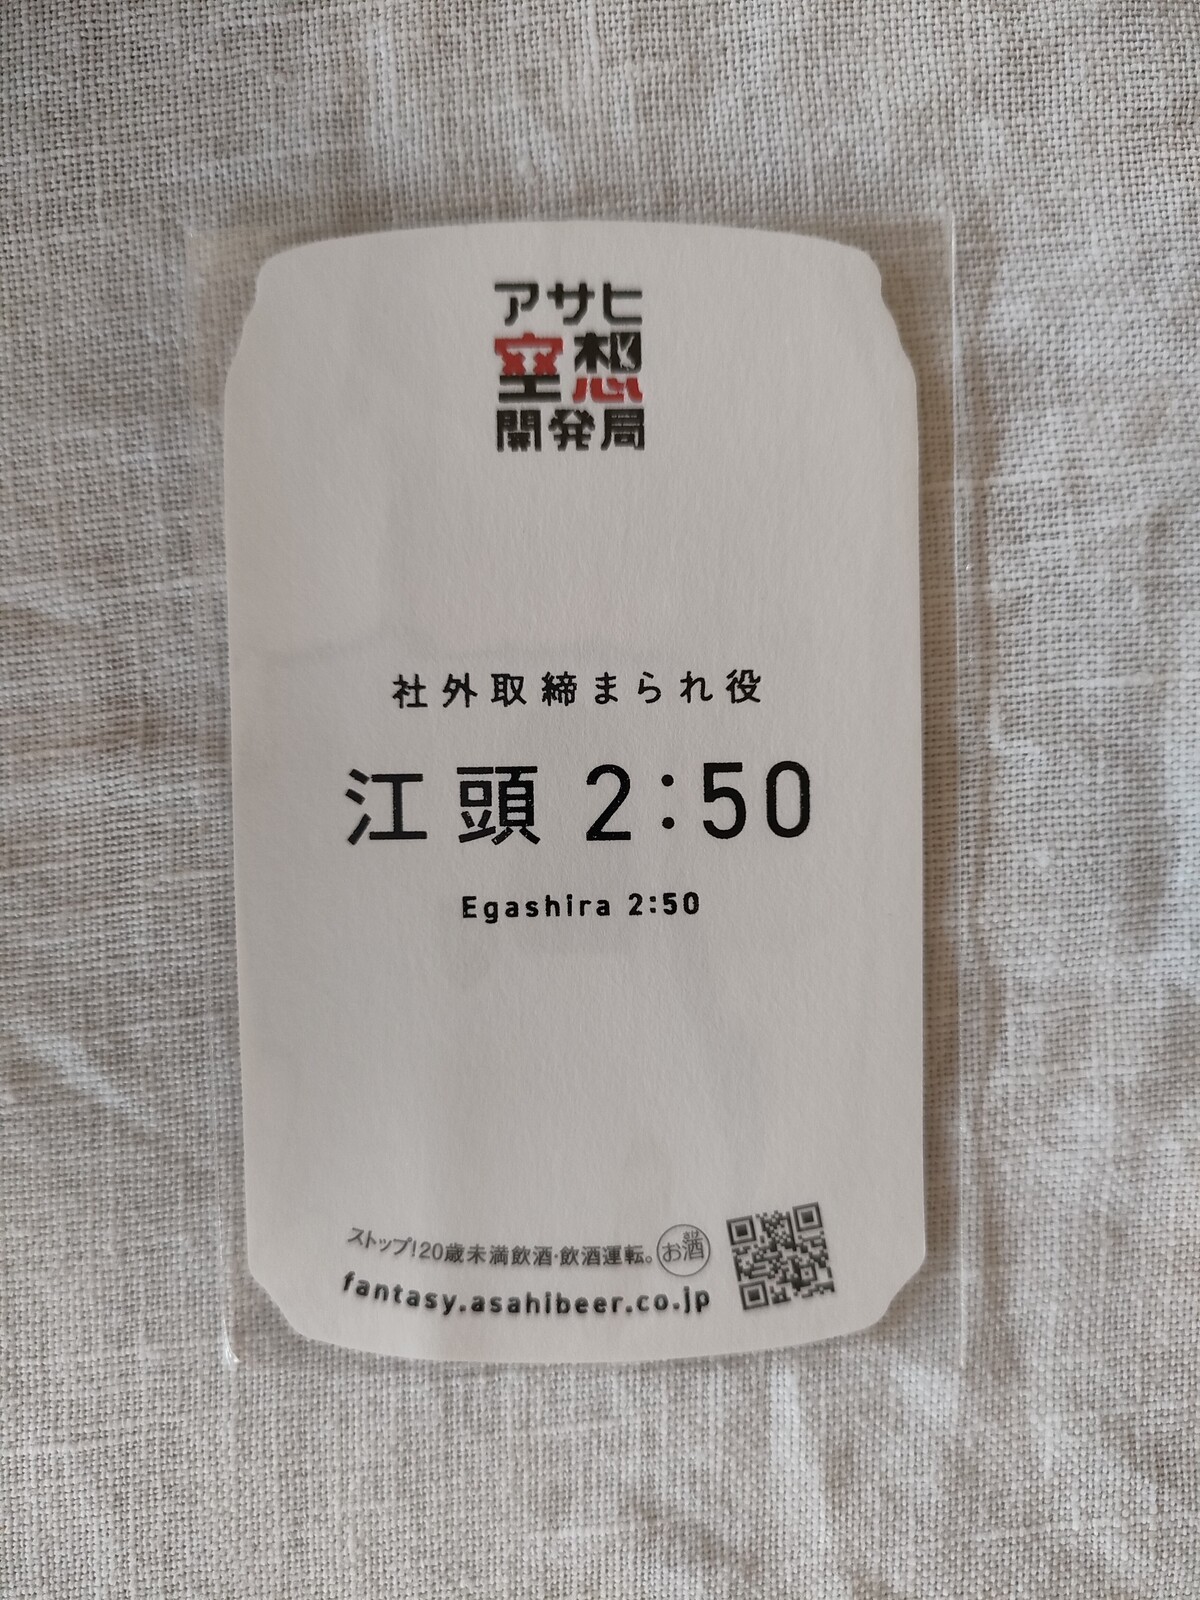 アサヒ
空想
開発局
社外取締まられ役
江頭 2:50
Egashira 2:50
ストップ!20歳未満飲酒・飲酒運転。 お酒
fantasy.asahibeer.co.jp